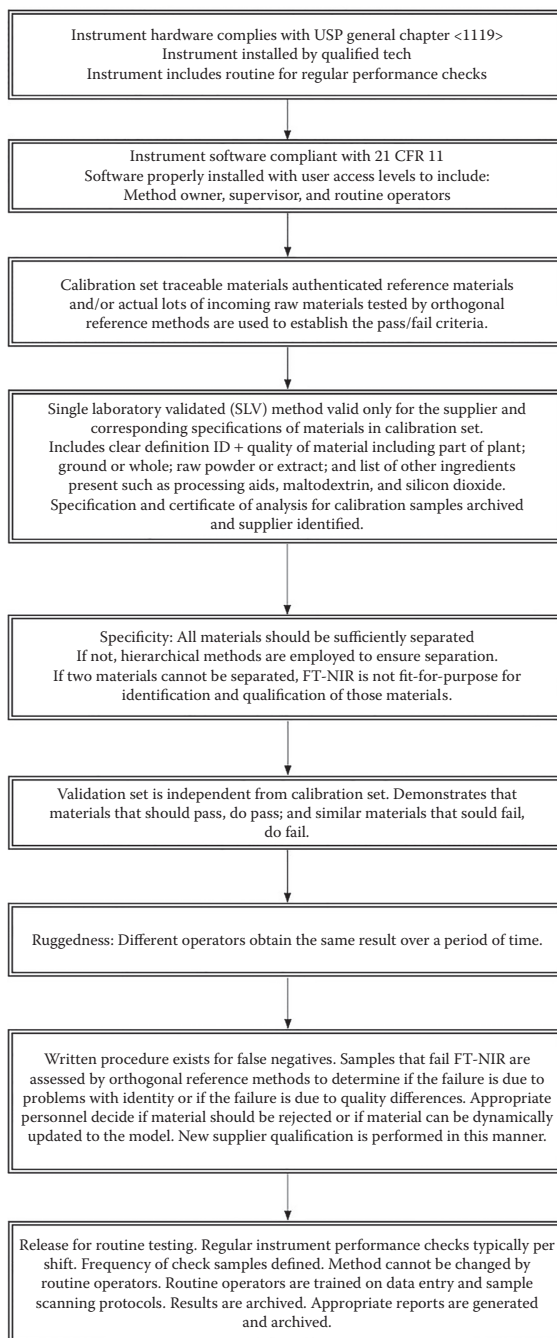 Instrument hardware complies with USP general chapter <1119>
Instrument installed by qualified tech
Instrument includes routine for regular performance checks
Instrument software compliant with 21 CFR 11
Software properly installed with user access levels to include:
Method owner, supervisor, and routine operators
Calibration set traceable materials authenticated reference materials
and/or actual lots of incoming raw materials tested by orthogonal
reference methods are used to establish the pass/fail criteria.
Single laboratory validated (SLV) method valid only for the supplier and
corresponding specifications of materials in calibration set.
Includes clear definition ID + quality of material including part of plant;
ground or whole; raw powder or extract; and list of other ingredients
present such as processing aids, maltodextrin, and silicon dioxide.
Specification and certificate of analysis for calibration samples archived
and supplier identified.
Specificity: All materials should be sufficiently separated
If not, hierarchical methods are employed to ensure separation.
If two materials cannot be separated, FT-NIR is not fit-for-purpose for
identification and qualification of those materials.
Validation set is independent from calibration set. Demonstrates that
materials that should pass, do pass; and similar materials that sould fail,
do fail.
Ruggedness: Different operators obtain the same result over a period of time.
Written procedure exists for false negatives. Samples that fail FT-NIR are
assessed by orthogonal reference methods to determine if the failure is due to
problems with identity or if the failure is due to quality differences. Appropriate
personnel decide if material should be rejected or if material can be dynamically
updated to the model. New supplier qualification is performed in this manner.
Release for routine testing. Regular instrument performance checks typically per
shift. Frequency of check samples defined. Method cannot be changed by
routine operators. Routine operators are trained on data entry and sample
scanning protocols. Results are archived. Appropriate reports are generated
and archived.